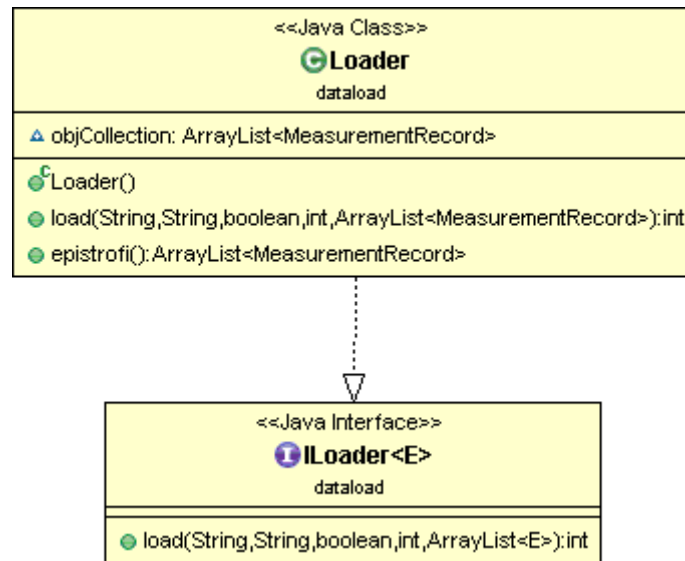 <<Java Class>>
Loader
dataload
objCollection: ArrayList<MeasurementRecord>
Loader()
load(String,String,boolean,int,ArrayList<MeasurementRecord>):int
epistrofi():ArrayList<MeasurementRecord>
<<Java Interface>>
ILoader<E>
dataload
load(String,String,boolean,int,ArrayList<E>):int